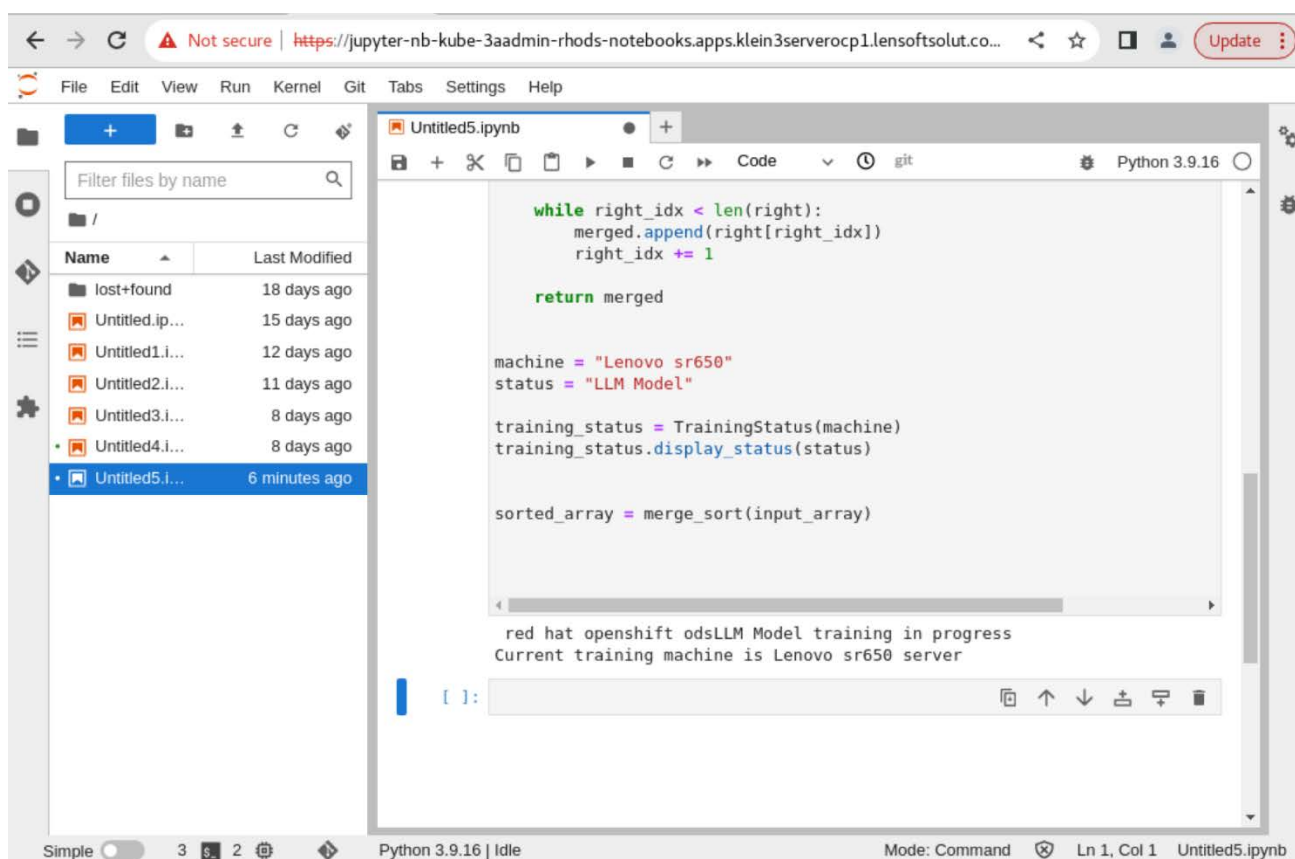 Not secure | https://jupyter-nb-kube-3aadmin-rhods-notebooks.apps.klein3serverocp1.lensoftsolut.co... Update
File Edit View Run Kernel Git Tabs Settings Help
+
Filter files by name
/
Name Last Modified
lost+found 18 days ago
Untitled.ip... 15 days ago
Untitled1.i... 12 days ago
Untitled2.i... 11 days ago
Untitled3.i... 8 days ago
Untitled4.i... 8 days ago
Untitled5.i... 6 minutes ago
Untitled5.ipynb
Code git Python 3.9.16
while right_idx < len(right):
merged.append(right[right_idx])
right_idx += 1
return merged
machine = "Lenovo sr650"
status = "LLM Model"
training_status = TrainingStatus(machine)
training_status.display_status(status)
sorted_array = merge_sort(input_array)
red hat openshift odsLLM Model training in progress
Current training machine is Lenovo sr650 server
[ ]:
Simple 3 $_ 2 Python 3.9.16 | Idle Mode: Command Ln 1, Col 1 Untitled5.ipynb